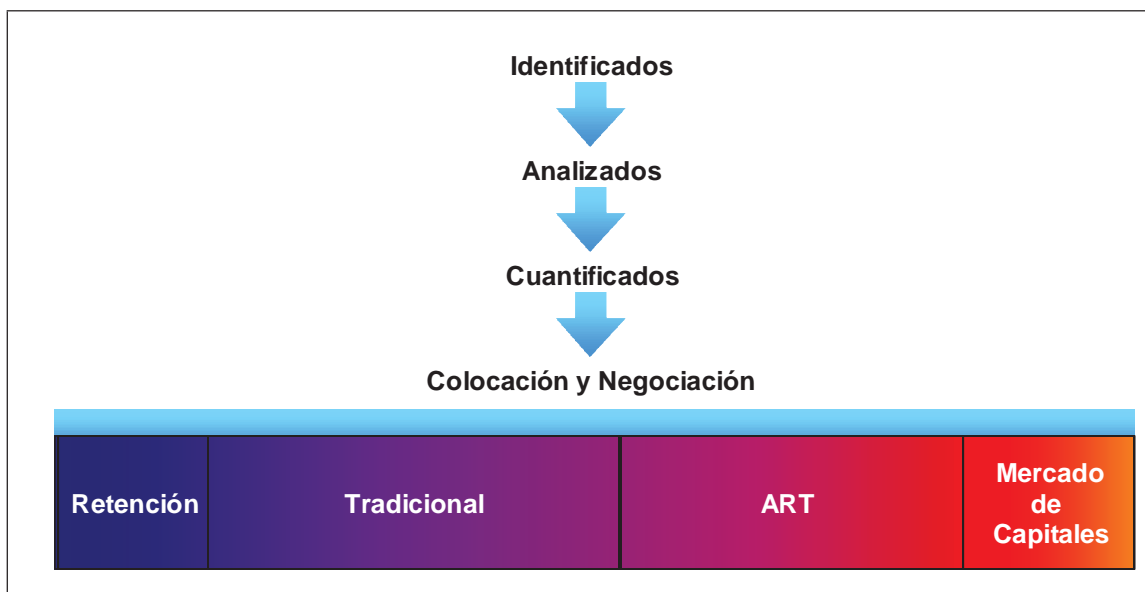 Identificados
Analizados
Cuantificados
Colocación y Negociación
Retención
Tradicional
ART
Mercado
de
Capitales